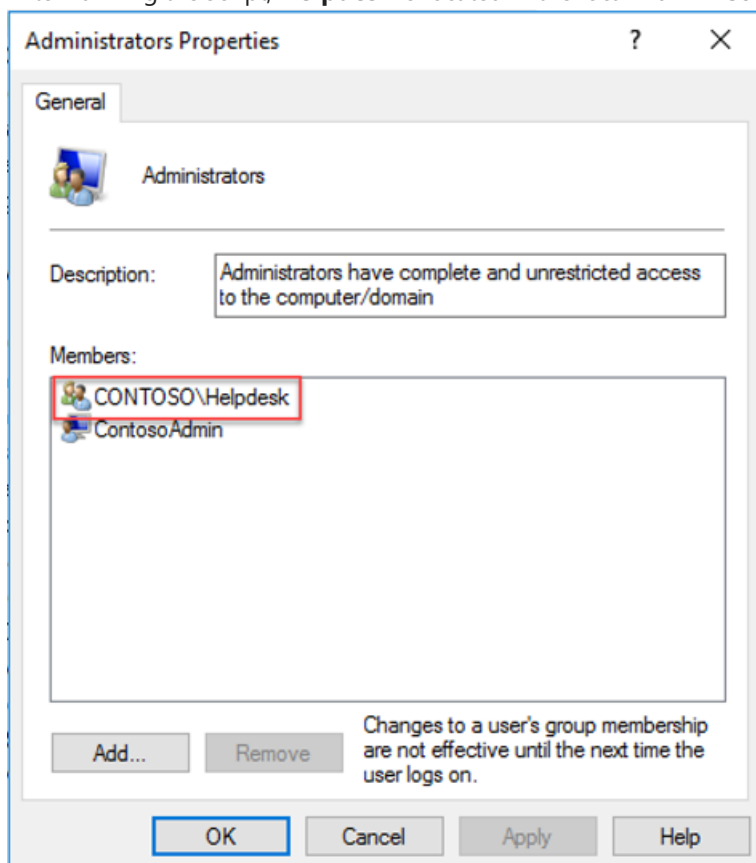 Administrators Properties ? ×
General
Administrators
Description:
Administrators have complete and unrestricted access
to the computer/domain
Members:
CONTOSO\Helpdesk
ContosoAdmin
Add...
Remove
Changes to a user's group membership
are not effective until the next time the
user logs on.
OK
Cancel
Apply
Help